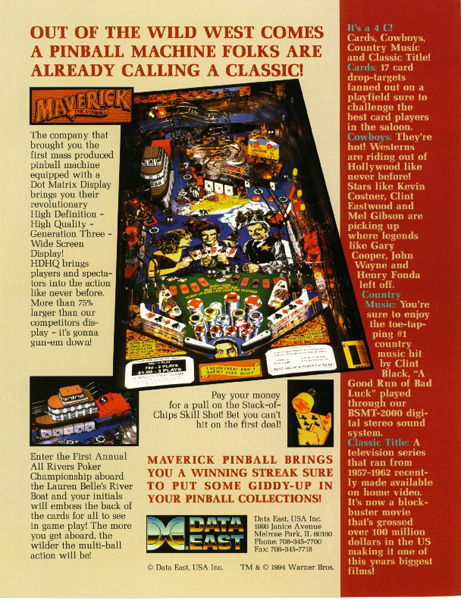 OUT OF THE WILD WEST COMES
A PINBALL MACHINE FOLKS ARE
ALREADY CALLING A CLASSIC!
MAVERICK
The company that
brought you the
first mass produced
pinball machine
equipped with a
Dot Matrix Display
brings you their
revolutionary
High Definition -
High Quality -
Generation Three -
Wide Screen
Display!
HDHQ brings
players and specta-
tors into the action
like never before.
More than 75%
larger than our
competitors dis-
play - it's gonna
gun-em down!
Pay your money
for a pull on the Stack-of-
Chips Skill Shot! Bet you can't
hit on the first deal!
Enter the First Annual
All Rivers Poker
Championship aboard
the Lauren Belle's River
Boat and your initials
will emboss the back of
the cards for all to see
in game play! The more
you get aboard, the
wilder the multi-ball
action will be!
MAVERICK PINBALL BRINGS
YOU A WINNING STREAK SURE
TO PUT SOME GIDDY-UP IN
YOUR PINBALL COLLECTIONS!
DATA
EAST
Data East, USA Inc.
1990 Janice Avenue
Melrose Park, IL 60160
Phone: 708-345-7700
Fax: 708-345-7718
© Data East, USA Inc.
TM & © 1994 Warner Bros.
It's a 4 C!
Cards, Cowboys,
Country Music
and Classic Title!
Cards: 17 card
drop-targets
fanned out on a
playfield sure to
challenge the
best card players
in the saloon.
Cowboys: They're
hot! Westerns
are riding out of
Hollywood like
never before!
Stars like Kevin
Costner, Clint
Eastwood and
Mel Gibson are
picking up
where legends
like Gary
Cooper, John
Wayne and
Henry Fonda
left off.
Country
Music: You're
sure to enjoy
the toe-tap-
ping #1
country
music hit
by Clint
Black, "A
Good Run of Bad
Luck" played
through our
BSMT-2000 digi-
tal stereo sound
system.
Classic Title: A
television series
that ran from
1957-1962 recent-
ly made available
on home video.
It's now a block-
buster movie
that's grossed
over 100 million
dollars in the US
making it one of
this years biggest
films!